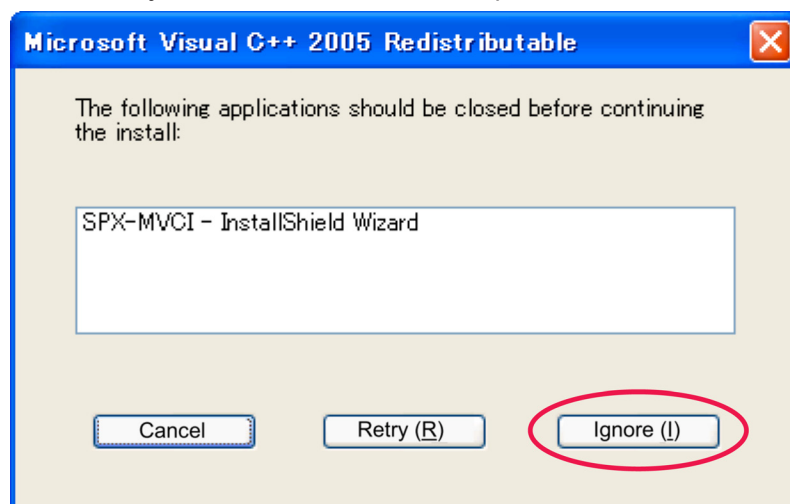 Microsoft Visual C++ 2005 Redistributable
The following applications should be closed before continuing
the install:
SPX-MVCI - InstallShield Wizard
Cancel
Retry (R)
Ignore (I)